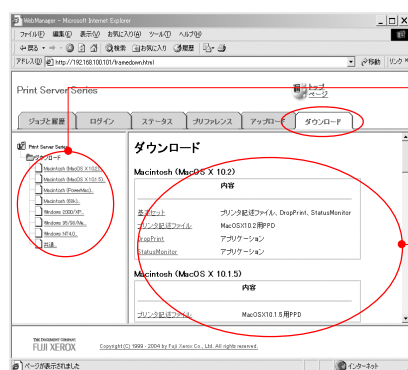 WebManager - Microsoft Internet Explorer
ファイル(F) 編集(E) 表示(V) お気に入り(A) ツール(T) ヘルプ(H)
戻る 検索 お気に入り 履歴
アドレス(D) http://192.168.100.101/framedown.html 移動 リンク
Print Server Series
トップページ
ジョブと履歴 ログイン ステータス プリファレンス アップロード ダウンロード
Print Server Series
ダウンロード
Macintosh (MacOS X 10.2)...
Macintosh (MacOS X 10.1.5)...
Macintosh (PowerMac)...
Macintosh (68k)...
Windows 2000/XP...
Windows 95/98/Me...
Windows NT4.0...
共通...
ダウンロード
Macintosh (MacOS X 10.2)
内容
基本セット プリンタ記述ファイル、DropPrint、StatusMonitor
プリンタ記述ファイル MacOSX10.2用PPD
DropPrint アプリケーション
StatusMonitor アプリケーション
Macintosh (MacOS X 10.1.5)
内容
プリンタ記述ファイル MacOSX10.1.5用PPD
THE DOCUMENT COMPANY
FUJI XEROX
Copyright(C) 1999 - 2004 by Fuji Xerox Co., Ltd. All rights reserved.
ページが表示されました
インターネット